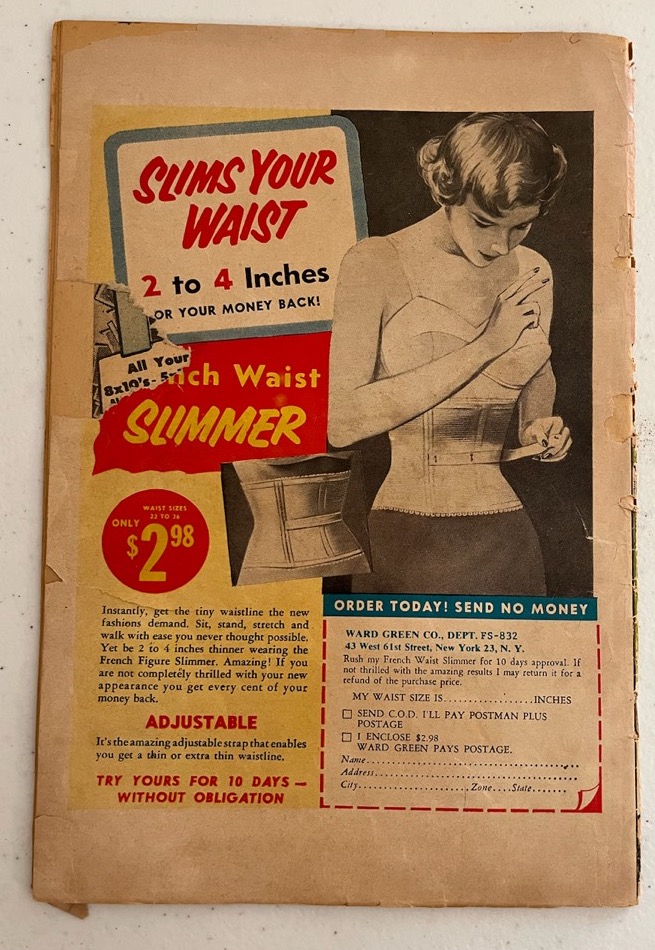 SLIMS YOUR
WAIST
2 to 4 Inches
OR YOUR MONEY BACK!
All Your
8x10's-
nch Waist
SLIMMER
WAIST SIZES
22 TO 36
ONLY
$2.98
Instantly, get the tiny waistline the new
fashions demand. Sit, stand, stretch and
walk with ease you never thought possible.
Yet be 2 to 4 inches thinner wearing the
French Figure Slimmer. Amazing! If you
are not completely thrilled with your new
appearance you get every cent of your
money back.
ADJUSTABLE
It's the amazing adjustable strap that enables
you get a thin or extra thin waistline.
TRY YOURS FOR 10 DAYS —
WITHOUT OBLIGATION
ORDER TODAY! SEND NO MONEY
WARD GREEN CO., DEPT. FS-832
43 West 61st Street, New York 23, N. Y.
Rush my French Waist Slimmer for 10 days approval. If
not thrilled with the amazing results I may return it for a
refund of the purchase price.
MY WAIST SIZE IS....................INCHES
SEND C.O.D. I'LL PAY POSTMAN PLUS
POSTAGE
I ENCLOSE $2.98
WARD GREEN PAYS POSTAGE.
Name................................................
Address.............................................
City........................Zone....State.......